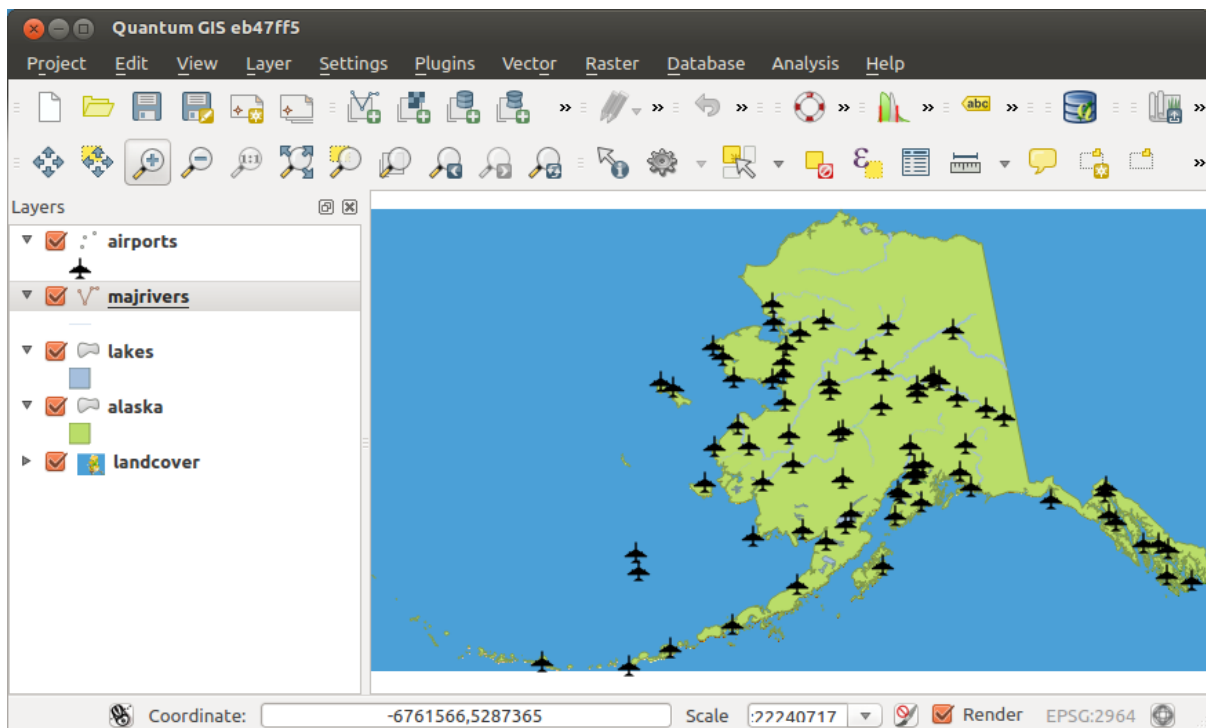 Quantum GIS eb47ff5
Project Edit View Layer Settings Plugins Vector Raster Database Analysis Help
» » » » » abc » »
1:1 ε »
Layers
airports
majrivers
lakes
alaska
landcover
Coordinate: -6761566,5287365 Scale :22240717 Render EPSG:2964